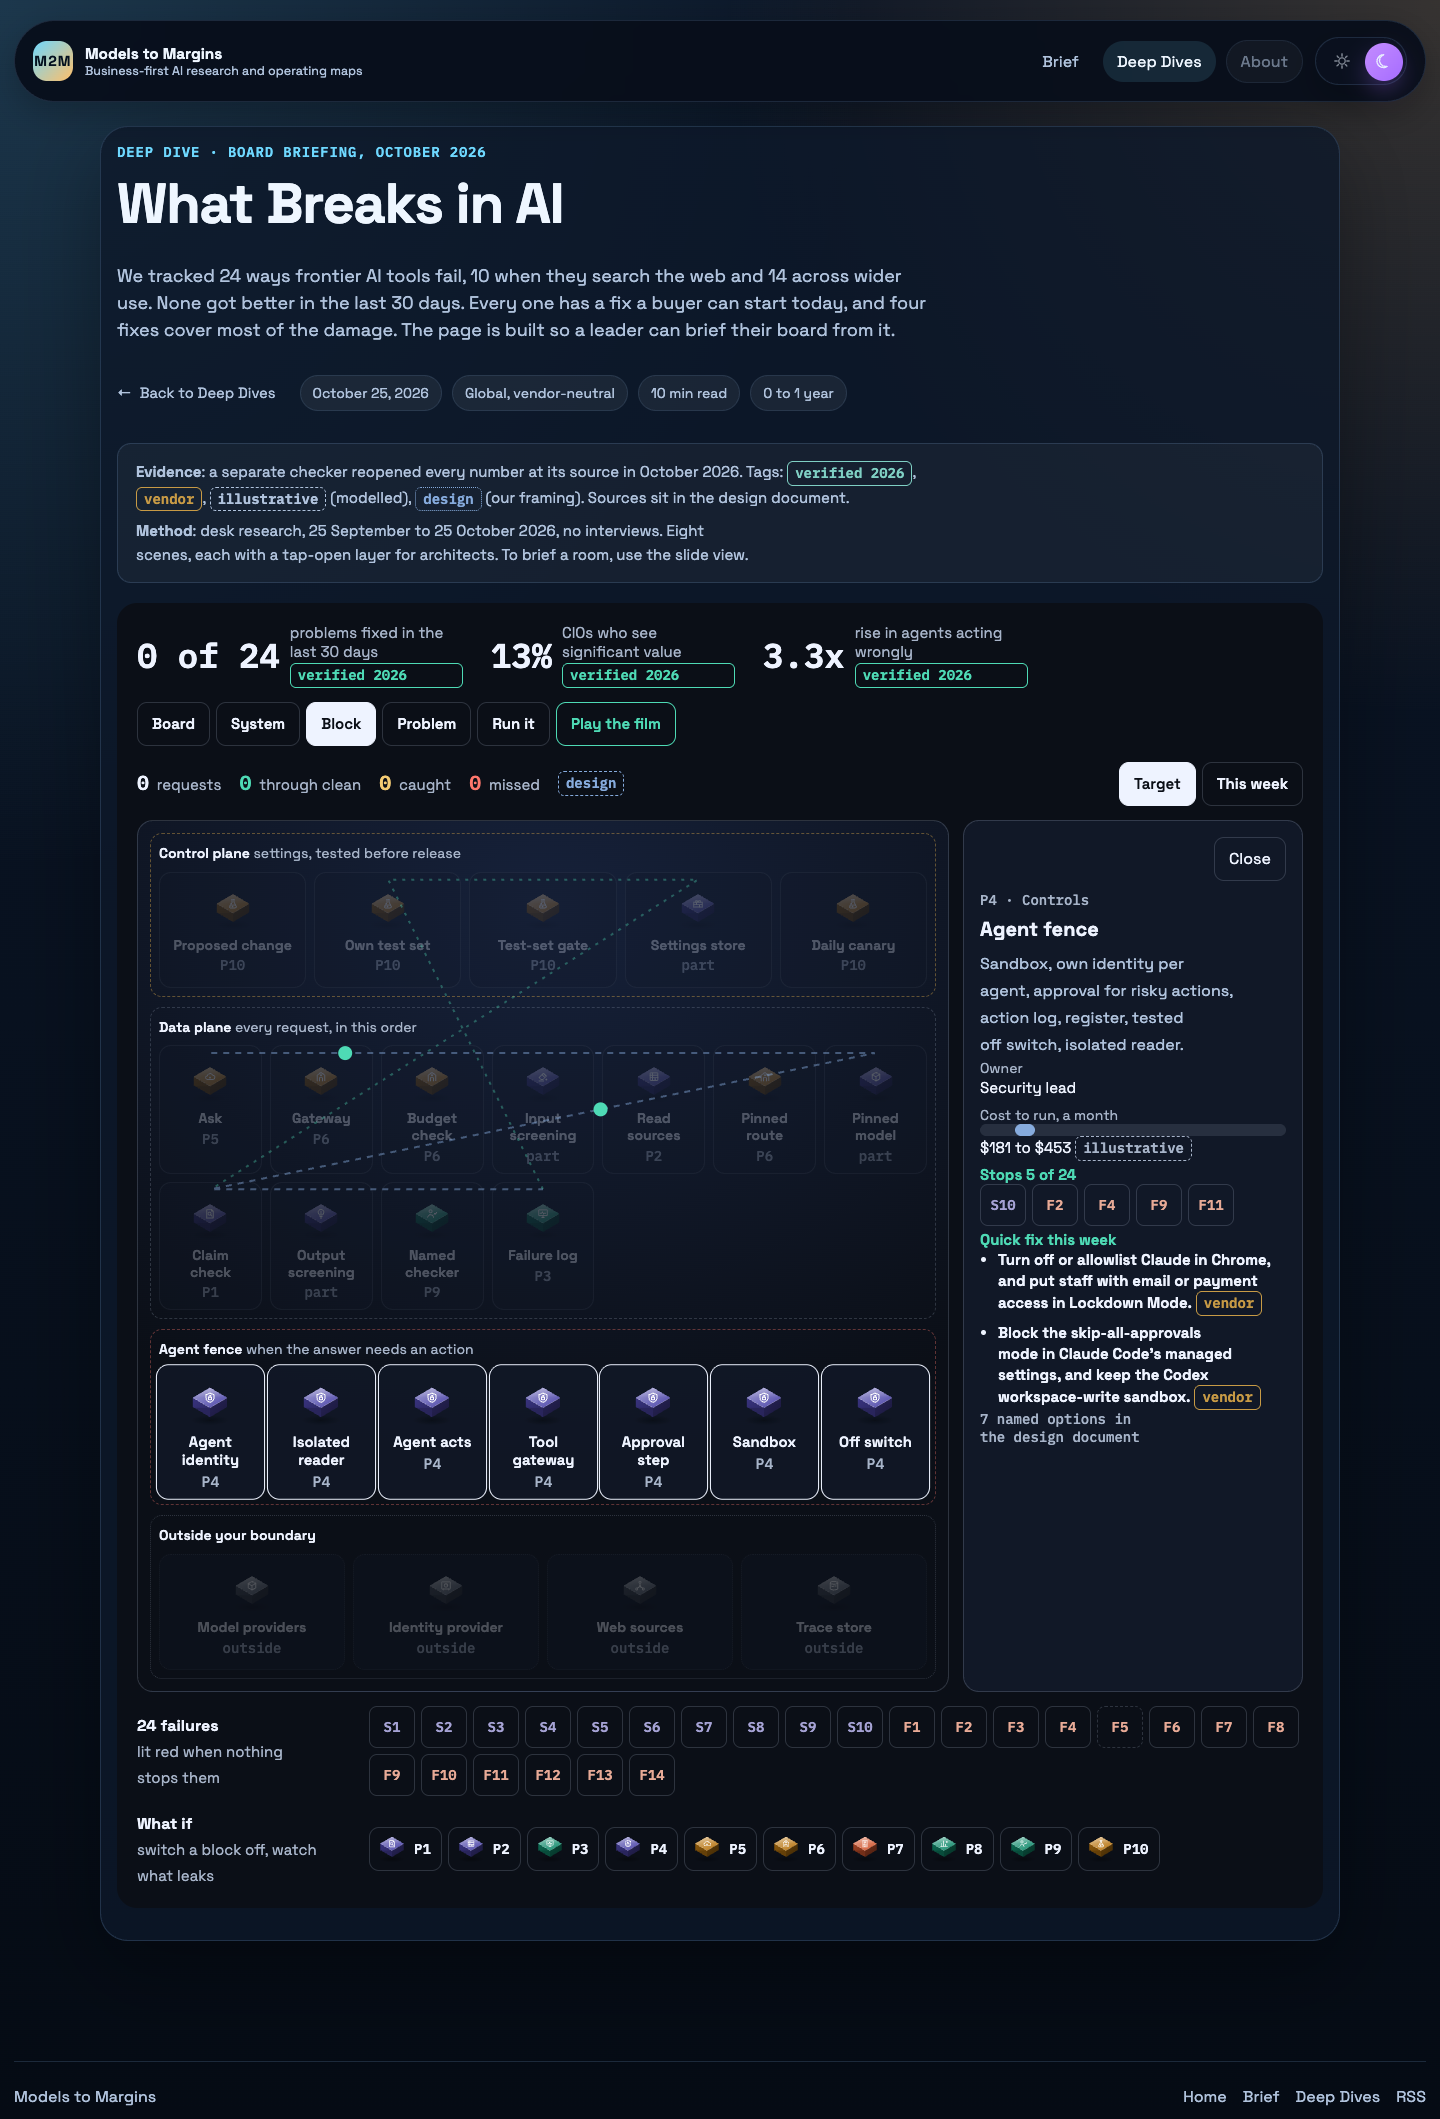 M2M
Models to Margins
Business-first AI research and operating maps
Brief
Deep Dives
About
DEEP DIVE · BOARD BRIEFING, OCTOBER 2026
What Breaks in AI
We tracked 24 ways frontier AI tools fail, 10 when they search the web and 14 across wider
use. None got better in the last 30 days. Every one has a fix a buyer can start today, and four
fixes cover most of the damage. The page is built so a leader can brief their board from it.
← Back to Deep Dives
October 25, 2026
Global, vendor-neutral
10 min read
0 to 1 year
Evidence: a separate checker reopened every number at its source in October 2026. Tags: verified 2026,
vendor, illustrative (modelled), design (our framing). Sources sit in the design document.
Method: desk research, 25 September to 25 October 2026, no interviews. Eight
scenes, each with a tap-open layer for architects. To brief a room, use the slide view.
0 of 24
problems fixed in the
last 30 days
verified 2026
13%
CIOs who see
significant value
verified 2026
3.3x
rise in agents acting
wrongly
verified 2026
Board
System
Block
Problem
Run it
Play the film
0 requests
0 through clean
0 caught
0 missed
design
Target
This week
Control plane settings, tested before release
Proposed change
P10
Own test set
P10
Test-set gate
P10
Settings store
part
Daily canary
P10
Data plane every request, in this order
Ask
P5
Gateway
P6
Budget
check
P6
Input
screening
part
Read
sources
P2
Pinned
route
P6
Pinned
model
part
Claim
check
P1
Output
screening
part
Named
checker
P9
Failure log
P3
Agent fence when the answer needs an action
Agent
identity
P4
Isolated
reader
P4
Agent acts
P4
Tool
gateway
P4
Approval
step
P4
Sandbox
P4
Off switch
P4
Outside your boundary
Model providers
outside
Identity provider
outside
Web sources
outside
Trace store
outside
Close
P4 · Controls
Agent fence
Sandbox, own identity per
agent, approval for risky actions,
action log, register, tested
off switch, isolated reader.
Owner
Security lead
Cost to run, a month
$181 to $453 illustrative
Stops 5 of 24
S10
F2
F4
F9
F11
Quick fix this week
• Turn off or allowlist Claude in Chrome,
and put staff with email or payment
access in Lockdown Mode. vendor
• Block the skip-all-approvals
mode in Claude Code's managed
settings, and keep the Codex
workspace-write sandbox. vendor
7 named options in
the design document
24 failures
lit red when nothing
stops them
S1
S2
S3
S4
S5
S6
S7
S8
S9
S10
F1
F2
F3
F4
F5
F6
F7
F8
F9
F10
F11
F12
F13
F14
What if
switch a block off, watch
what leaks
P1
P2
P3
P4
P5
P6
P7
P8
P9
P10
Models to Margins
Home
Brief
Deep Dives
RSS